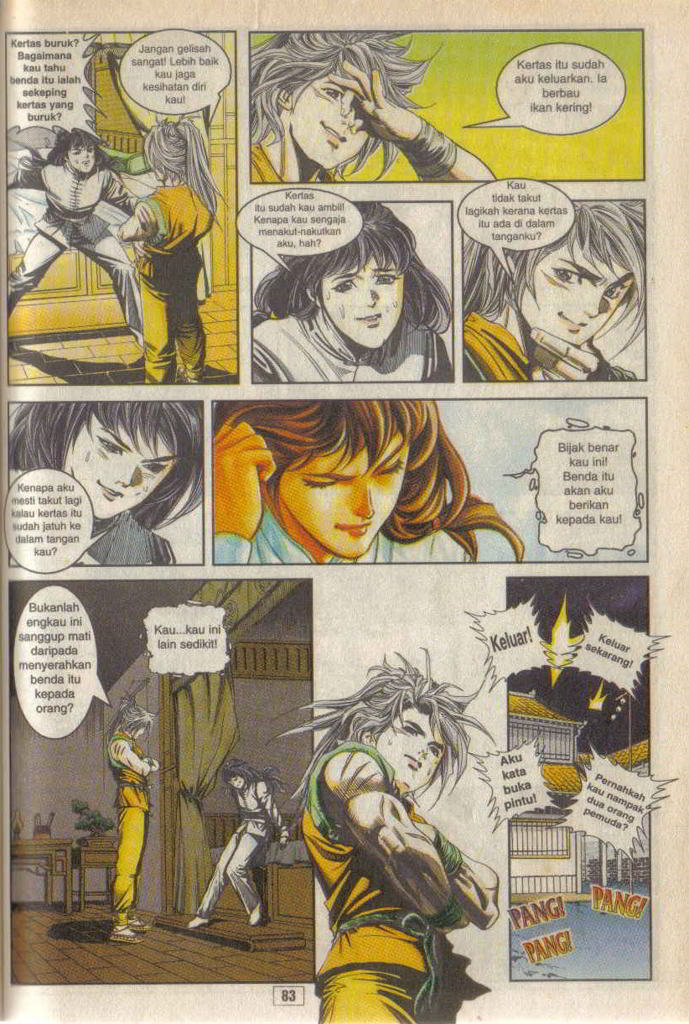 Kertas buruk?
Bagaimana
kau tahu
benda itu ialah
sekeping
kertas yang
buruk?
Jangan gelisah
sangat! Lebih baik
kau jaga
kesihatan diri
kau!
Kertas itu sudah
aku keluarkan. Ia
berbau
ikan kering!
Kertas
itu sudah kau ambil!
Kenapa kau sengaja
menakut-nakutkan
aku, hah?
Kau
tidak takut
lagikah kerana kertas
itu ada di dalam
tanganku?
Kenapa aku
mesti takut lagi
kalau kertas itu
sudah jatuh ke
dalam tangan
kau?
Bijak benar
kau ini!
Benda itu
akan aku
berikan
kepada kau!
Bukanlah
engkau ini
sanggup mati
daripada
menyerahkan
benda itu
kepada
orang?
Kau...kau ini
lain sedikit!
Keluar!
Keluar
sekarang!
Aku
kata
buka
pintu!
Pernahkah
kau nampak
dua orang
pemuda?
PANG!
PANG!
PANG!
83